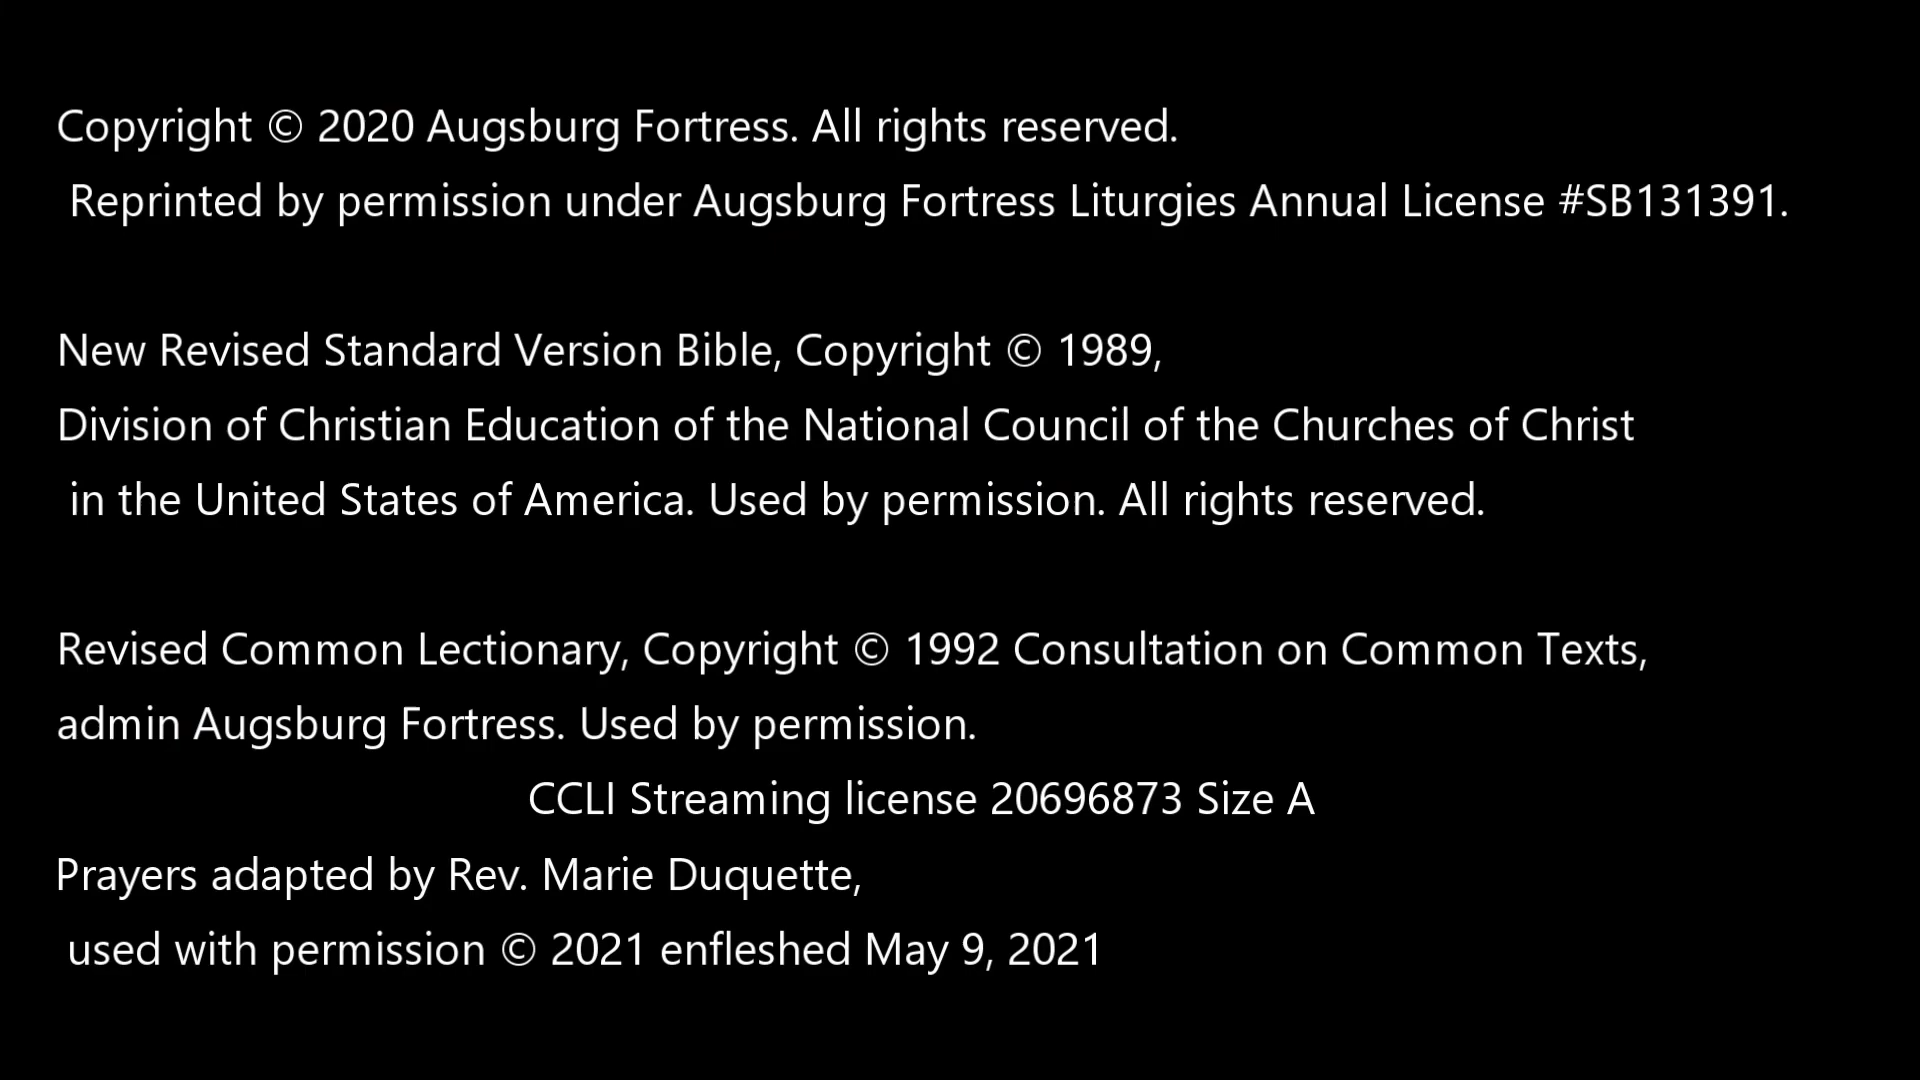 Copyright © 2020 Augsburg Fortress. All rights reserved.
Reprinted by permission under Augsburg Fortress Liturgies Annual License #SB131391.
New Revised Standard Version Bible, Copyright © 1989,
Division of Christian Education of the National Council of the Churches of Christ
in the United States of America. Used by permission. All rights reserved.
Revised Common Lectionary, Copyright © 1992 Consultation on Common Texts,
admin Augsburg Fortress. Used by permission.
CCLI Streaming license 20696873 Size A
Prayers adapted by Rev. Marie Duquette,
used with permission © 2021 enfleshed May 9, 2021